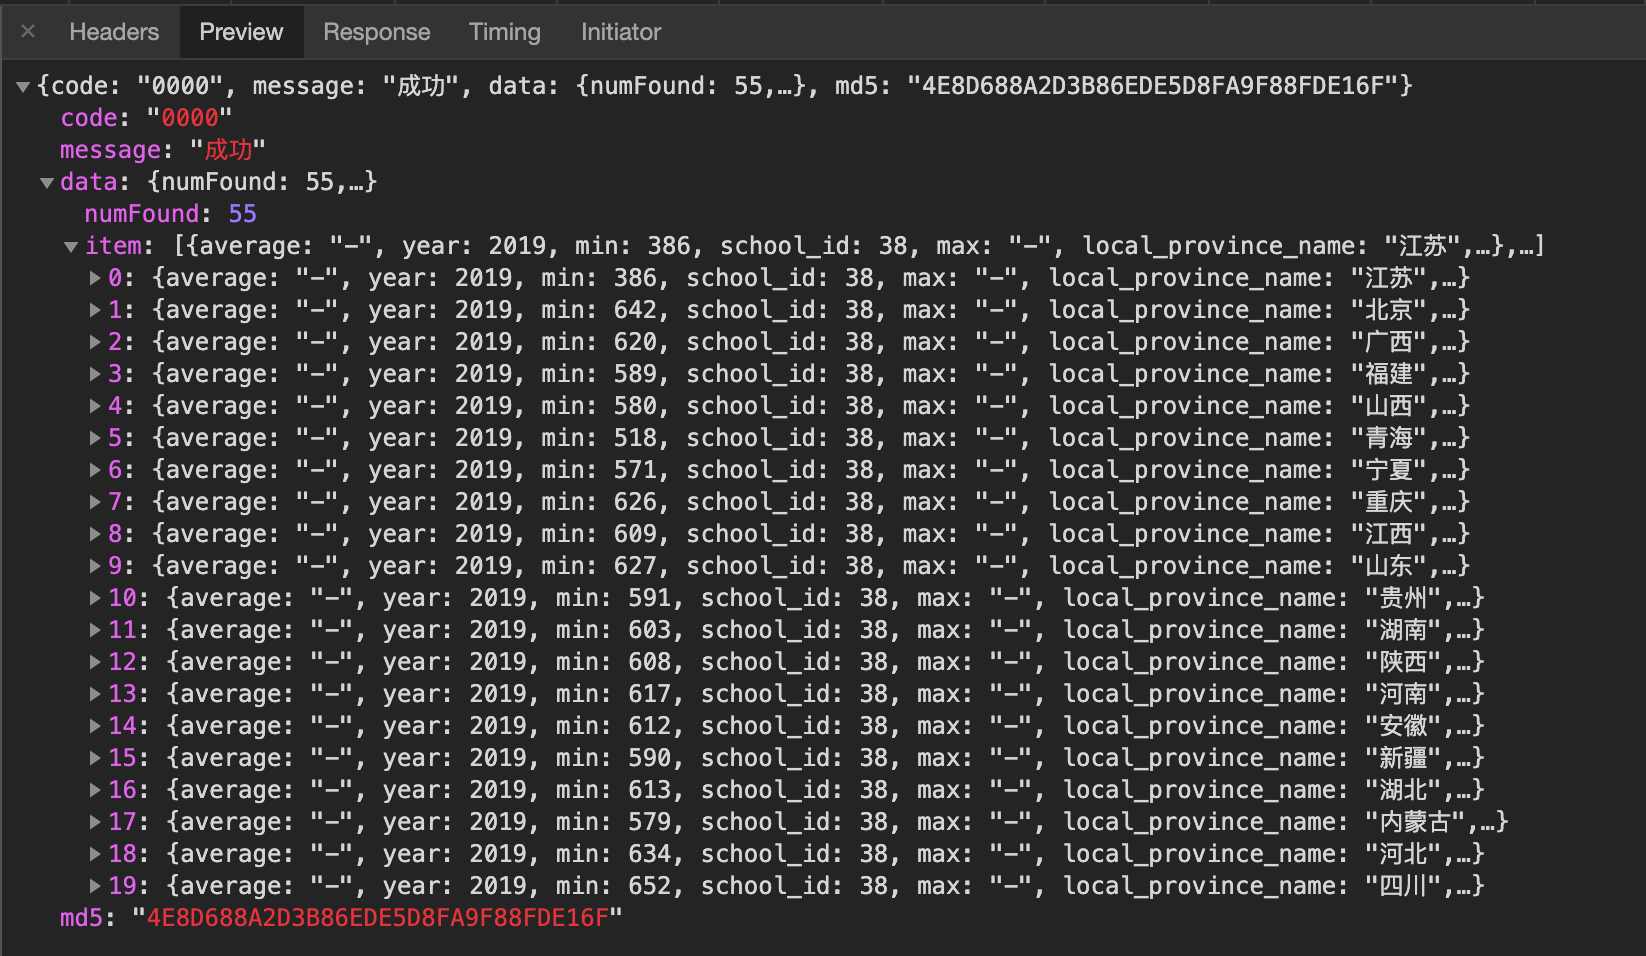 × Headers Preview Response Timing Initiator
▼{code: "0000", message: "成功", data: {numFound: 55,…}, md5: "4E8D688A2D3B86EDE5D8FA9F88FDE16F"}
code: "0000"
message: "成功"
▼data: {numFound: 55,…}
numFound: 55
▼item: [{average: "-", year: 2019, min: 386, school_id: 38, max: "-", local_province_name: "江苏",…},…]
▶0: {average: "-", year: 2019, min: 386, school_id: 38, max: "-", local_province_name: "江苏",…}
▶1: {average: "-", year: 2019, min: 642, school_id: 38, max: "-", local_province_name: "北京",…}
▶2: {average: "-", year: 2019, min: 620, school_id: 38, max: "-", local_province_name: "广西",…}
▶3: {average: "-", year: 2019, min: 589, school_id: 38, max: "-", local_province_name: "福建",…}
▶4: {average: "-", year: 2019, min: 580, school_id: 38, max: "-", local_province_name: "山西",…}
▶5: {average: "-", year: 2019, min: 518, school_id: 38, max: "-", local_province_name: "青海",…}
▶6: {average: "-", year: 2019, min: 571, school_id: 38, max: "-", local_province_name: "宁夏",…}
▶7: {average: "-", year: 2019, min: 626, school_id: 38, max: "-", local_province_name: "重庆",…}
▶8: {average: "-", year: 2019, min: 609, school_id: 38, max: "-", local_province_name: "江西",…}
▶9: {average: "-", year: 2019, min: 627, school_id: 38, max: "-", local_province_name: "山东",…}
▶10: {average: "-", year: 2019, min: 591, school_id: 38, max: "-", local_province_name: "贵州",…}
▶11: {average: "-", year: 2019, min: 603, school_id: 38, max: "-", local_province_name: "湖南",…}
▶12: {average: "-", year: 2019, min: 608, school_id: 38, max: "-", local_province_name: "陕西",…}
▶13: {average: "-", year: 2019, min: 617, school_id: 38, max: "-", local_province_name: "河南",…}
▶14: {average: "-", year: 2019, min: 612, school_id: 38, max: "-", local_province_name: "安徽",…}
▶15: {average: "-", year: 2019, min: 590, school_id: 38, max: "-", local_province_name: "新疆",…}
▶16: {average: "-", year: 2019, min: 613, school_id: 38, max: "-", local_province_name: "湖北",…}
▶17: {average: "-", year: 2019, min: 579, school_id: 38, max: "-", local_province_name: "内蒙古",…}
▶18: {average: "-", year: 2019, min: 634, school_id: 38, max: "-", local_province_name: "河北",…}
▶19: {average: "-", year: 2019, min: 652, school_id: 38, max: "-", local_province_name: "四川",…}
md5: "4E8D688A2D3B86EDE5D8FA9F88FDE16F"